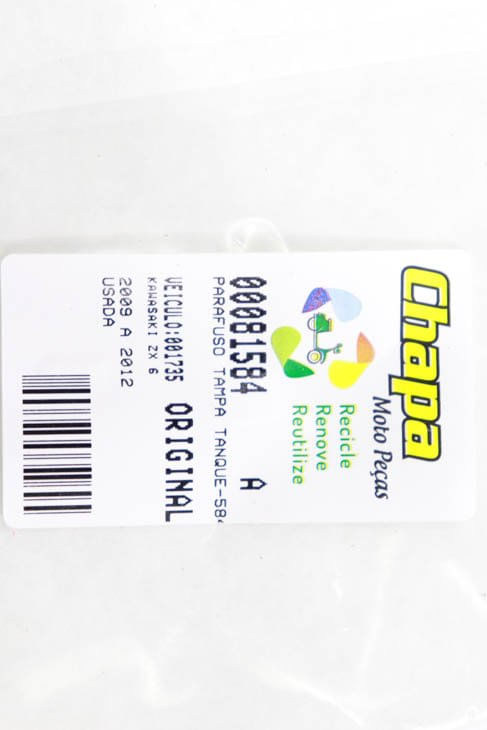 Chapa
Moto Peças
Recicle
Renove
Reutilize
00081584 A
PARAFUSO TAMPA TANQUE-584
VEICULO:001735 ORIGINAL
KAWASAKI ZX 6
2009 A 2012
USADA